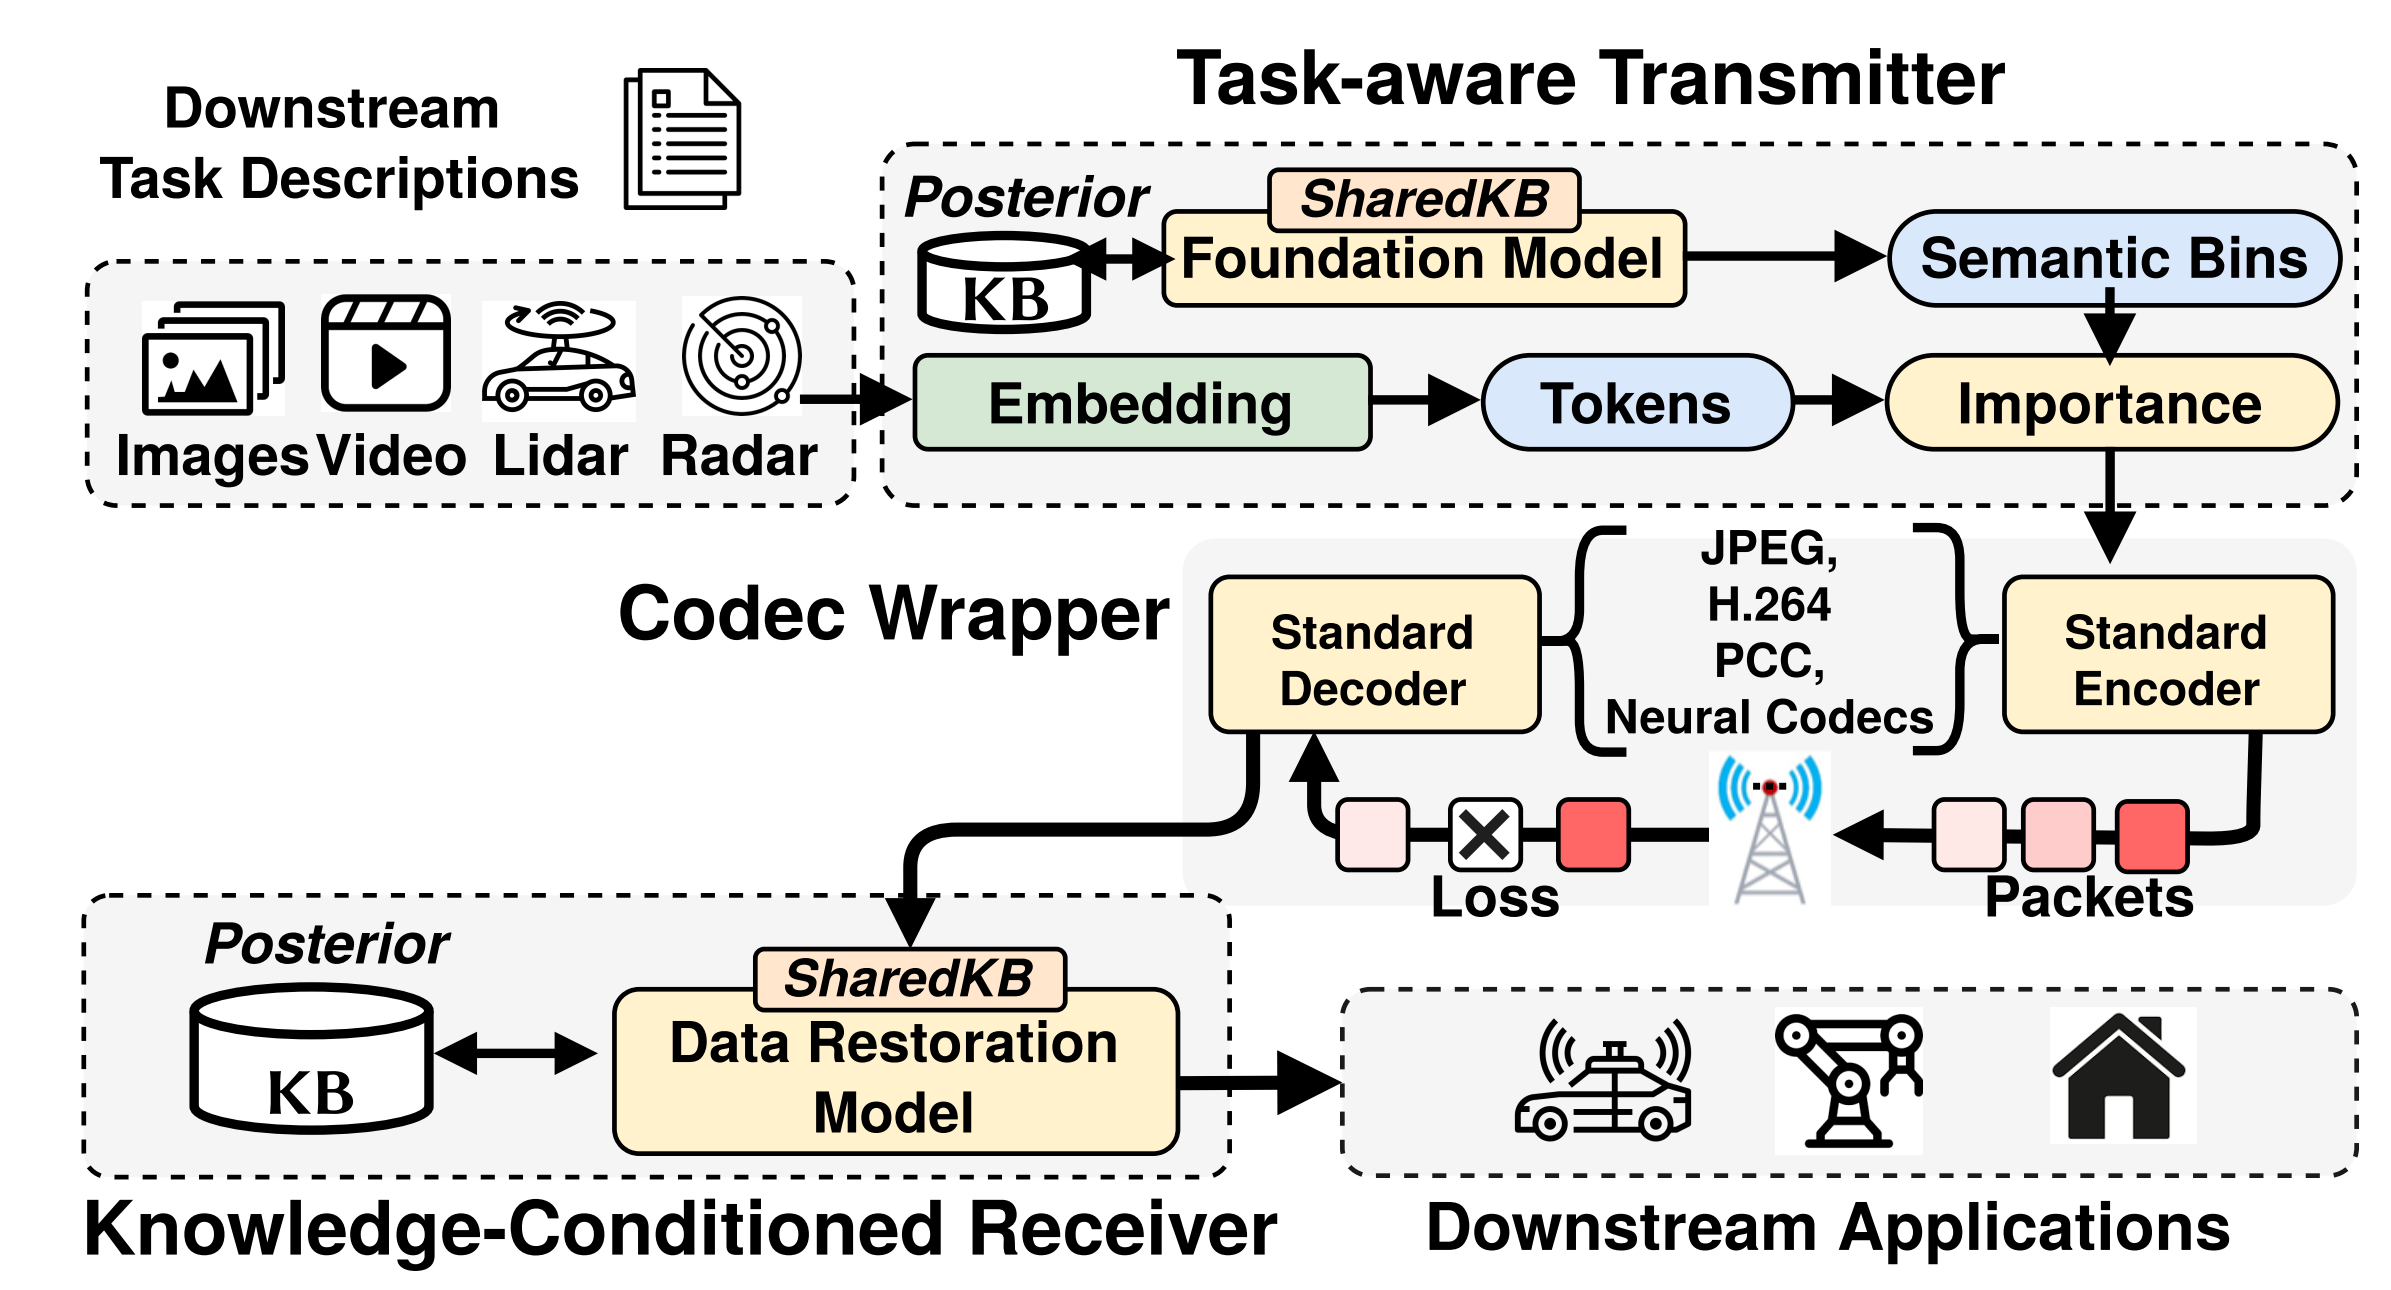 Task-aware Transmitter
Downstream
Task Descriptions
Posterior
KB
SharedKB
Foundation Model
Semantic Bins
Images
Video
Lidar
Radar
Embedding
Tokens
Importance
Codec Wrapper
Standard
Decoder
JPEG,
H.264
PCC,
Neural Codecs
Standard
Encoder
Loss
Packets
Posterior
KB
SharedKB
Data Restoration
Model
Knowledge-Conditioned Receiver
Downstream Applications